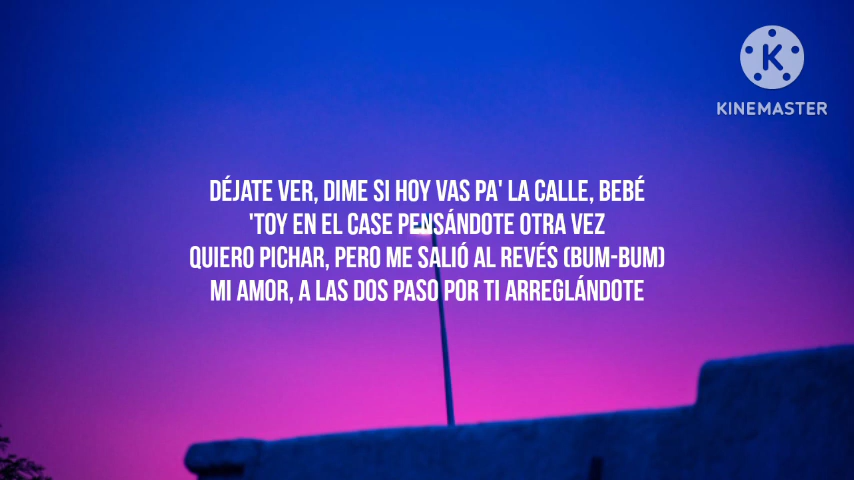 KINEMASTER
DÉJATE VER, DIME SI HOY VAS PA' LA CALLE, BEBÉ
'TOY EN EL CASE PENSÁNDOTE OTRA VEZ
QUIERO PICHAR, PERO ME SALIÓ AL REVÉS (BUM-BUM)
MI AMOR, A LAS DOS PASO POR TI ARREGLÁNDOTE